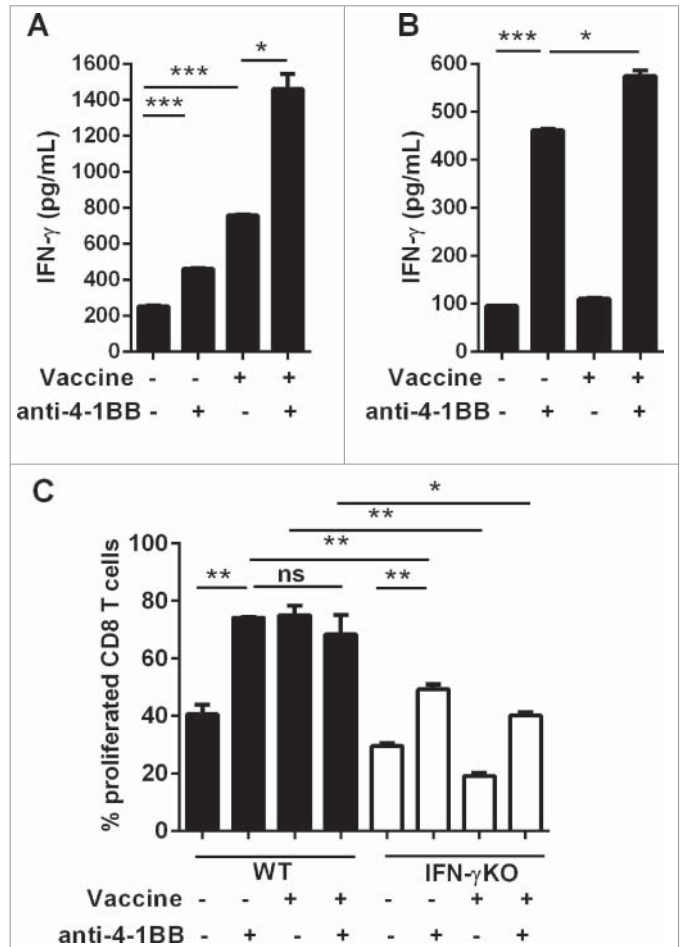 A
*
***
***
1600
1400
1200
1000
800
600
400
200
0
IFN-γ (pg/mL)
Vaccine - - + +
anti-4-1BB - + - +
B
*** *
600
500
400
300
200
100
0
IFN-γ (pg/mL)
Vaccine - - + +
anti-4-1BB - + - +
C
*
**
**
** ns **
100
80
60
40
20
0
% proliferated CD8 T cells
WT IFN-γKO
Vaccine - - + + - - + +
anti-4-1BB - + - + - + - +